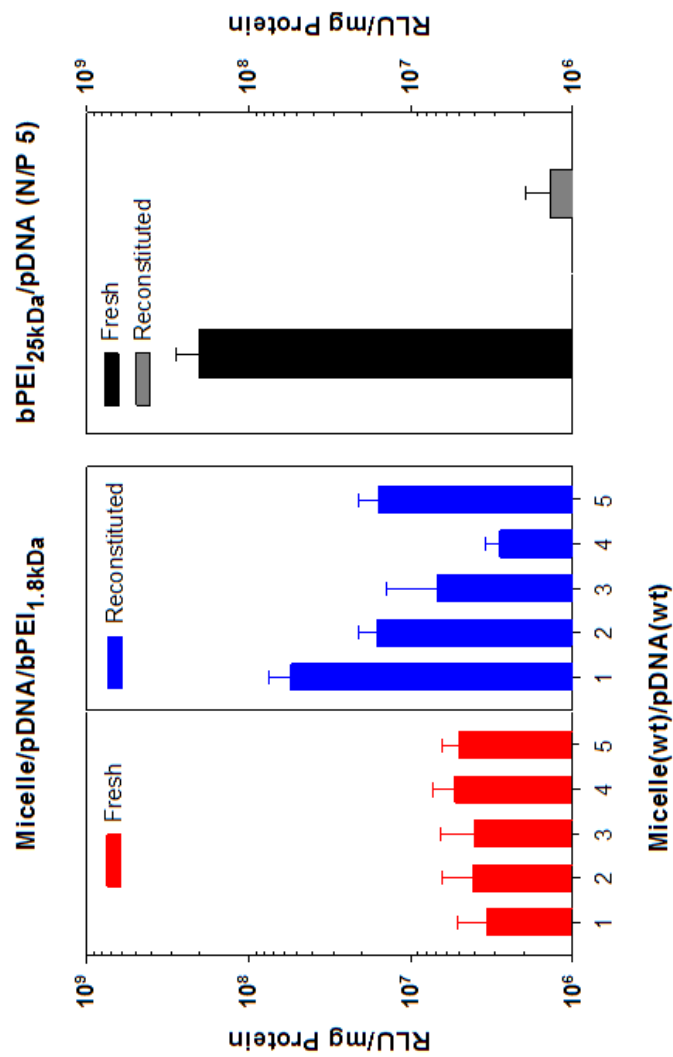 Micelle/pDNA/bPEI1.8kDa
bPEI25kDa/pDNA (N/P 5)
Fresh
Reconstituted
Fresh
Reconstituted
RLU/mg Protein
10⁹
10⁸
10⁷
10⁶
10⁹
10⁸
10⁷
10⁶
RLU/mg Protein
1 2 3 4 5 1 2 3 4 5
Micelle(wt)/pDNA(wt)